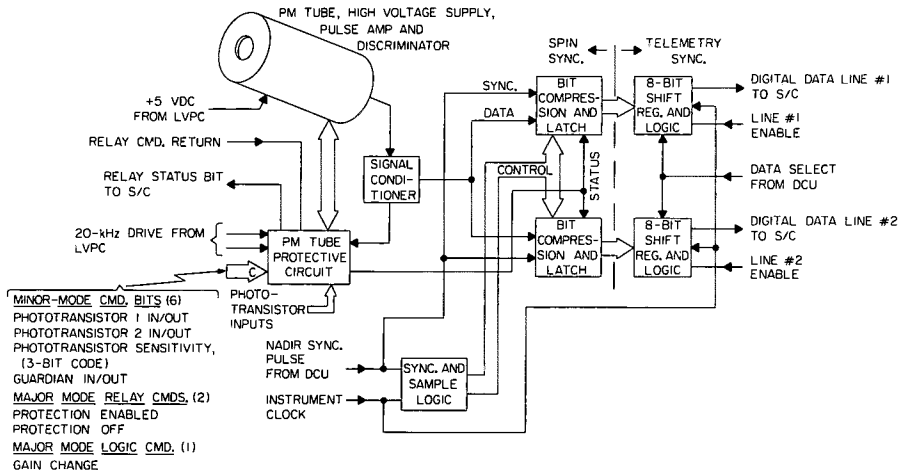 PM TUBE, HIGH VOLTAGE SUPPLY,
PULSE AMP AND
DISCRIMINATOR
SPIN
SYNC.
TELEMETRY
SYNC.
+5 VDC
FROM LVPC
RELAY CMD. RETURN
RELAY STATUS BIT
TO S/C
20-kHz DRIVE FROM
LVPC
C
SIGNAL
CONDI-
TIONER
PM TUBE
PROTECTIVE
CIRCUIT
PHOTO-
TRANSISTOR
INPUTS
SYNC.
DATA
CONTROL
STATUS
BIT
COMPRES-
SION AND
LATCH
8-BIT
SHIFT
REG. AND
LOGIC
DIGITAL DATA LINE #1
TO S/C
LINE #1
ENABLE
DATA SELECT
FROM DCU
BIT
COMPRES-
SION AND
LATCH
8-BIT
SHIFT
REG. AND
LOGIC
DIGITAL DATA LINE #2
TO S/C
LINE #2
ENABLE
NADIR SYNC.
PULSE
FROM DCU
INSTRUMENT
CLOCK
SYNC. AND
SAMPLE
LOGIC
MINOR-MODE CMD. BITS (6)
PHOTOTRANSISTOR 1 IN/OUT
PHOTOTRANSISTOR 2 IN/OUT
PHOTOTRANSISTOR SENSITIVITY,
(3-BIT CODE)
GUARDIAN IN/OUT
MAJOR MODE RELAY CMDS. (2)
PROTECTION ENABLED
PROTECTION OFF
MAJOR MODE LOGIC CMD. (1)
GAIN CHANGE